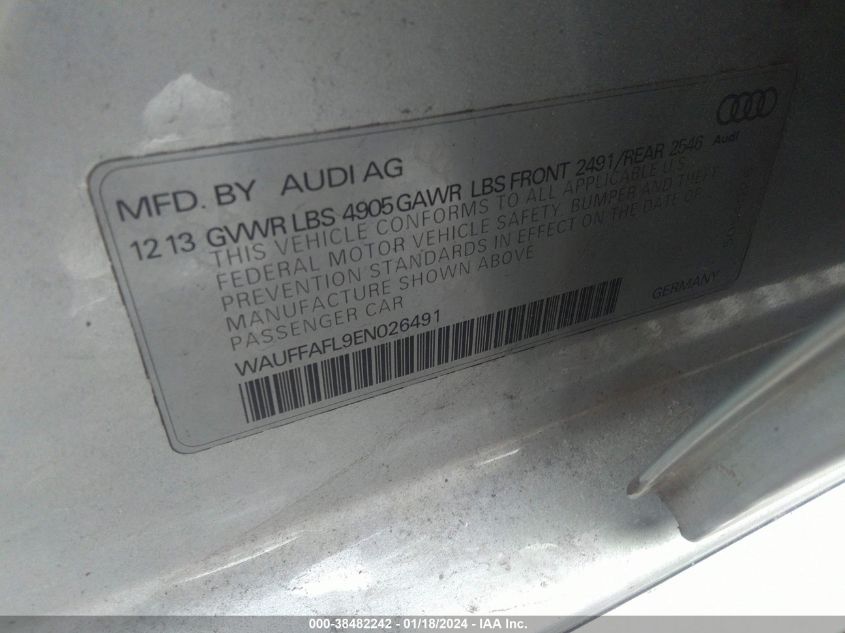 Audi
MFD. BY AUDI AG
12 13 GVWR LBS 4905 GAWR LBS FRONT 2491/REAR 2546
THIS VEHICLE CONFORMS TO ALL APPLICABLE U.S.
FEDERAL MOTOR VEHICLE SAFETY, BUMPER AND THEFT
PREVENTION STANDARDS IN EFFECT ON THE DATE OF
MANUFACTURE SHOWN ABOVE
PASSENGER CAR
WAUFFAFL9EN026491
GERMANY
000-38482242 - 01/18/2024 - IAA Inc.